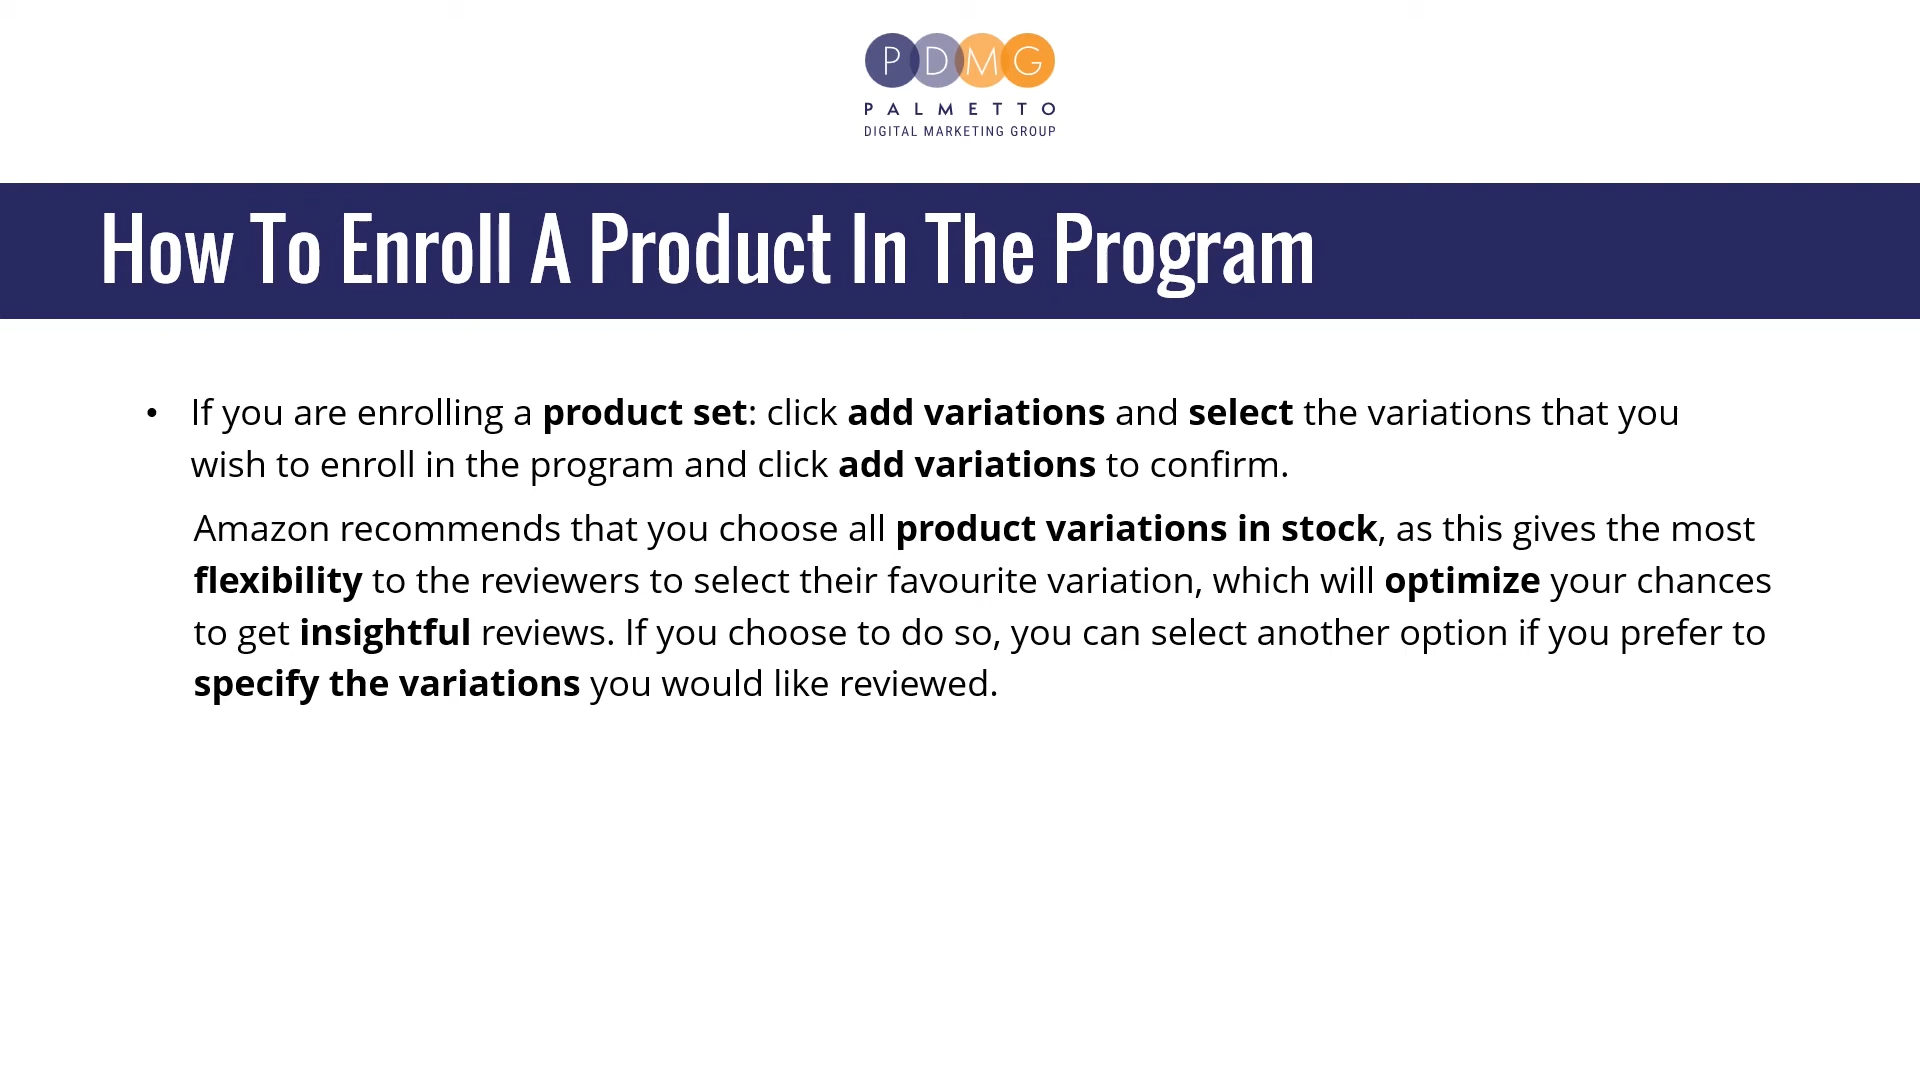 PDMG
PALMETTO
DIGITAL MARKETING GROUP
How To Enroll A Product In The Program
• If you are enrolling a product set: click add variations and select the variations that you
wish to enroll in the program and click add variations to confirm.
Amazon recommends that you choose all product variations in stock, as this gives the most
flexibility to the reviewers to select their favourite variation, which will optimize your chances
to get insightful reviews. If you choose to do so, you can select another option if you prefer to
specify the variations you would like reviewed.